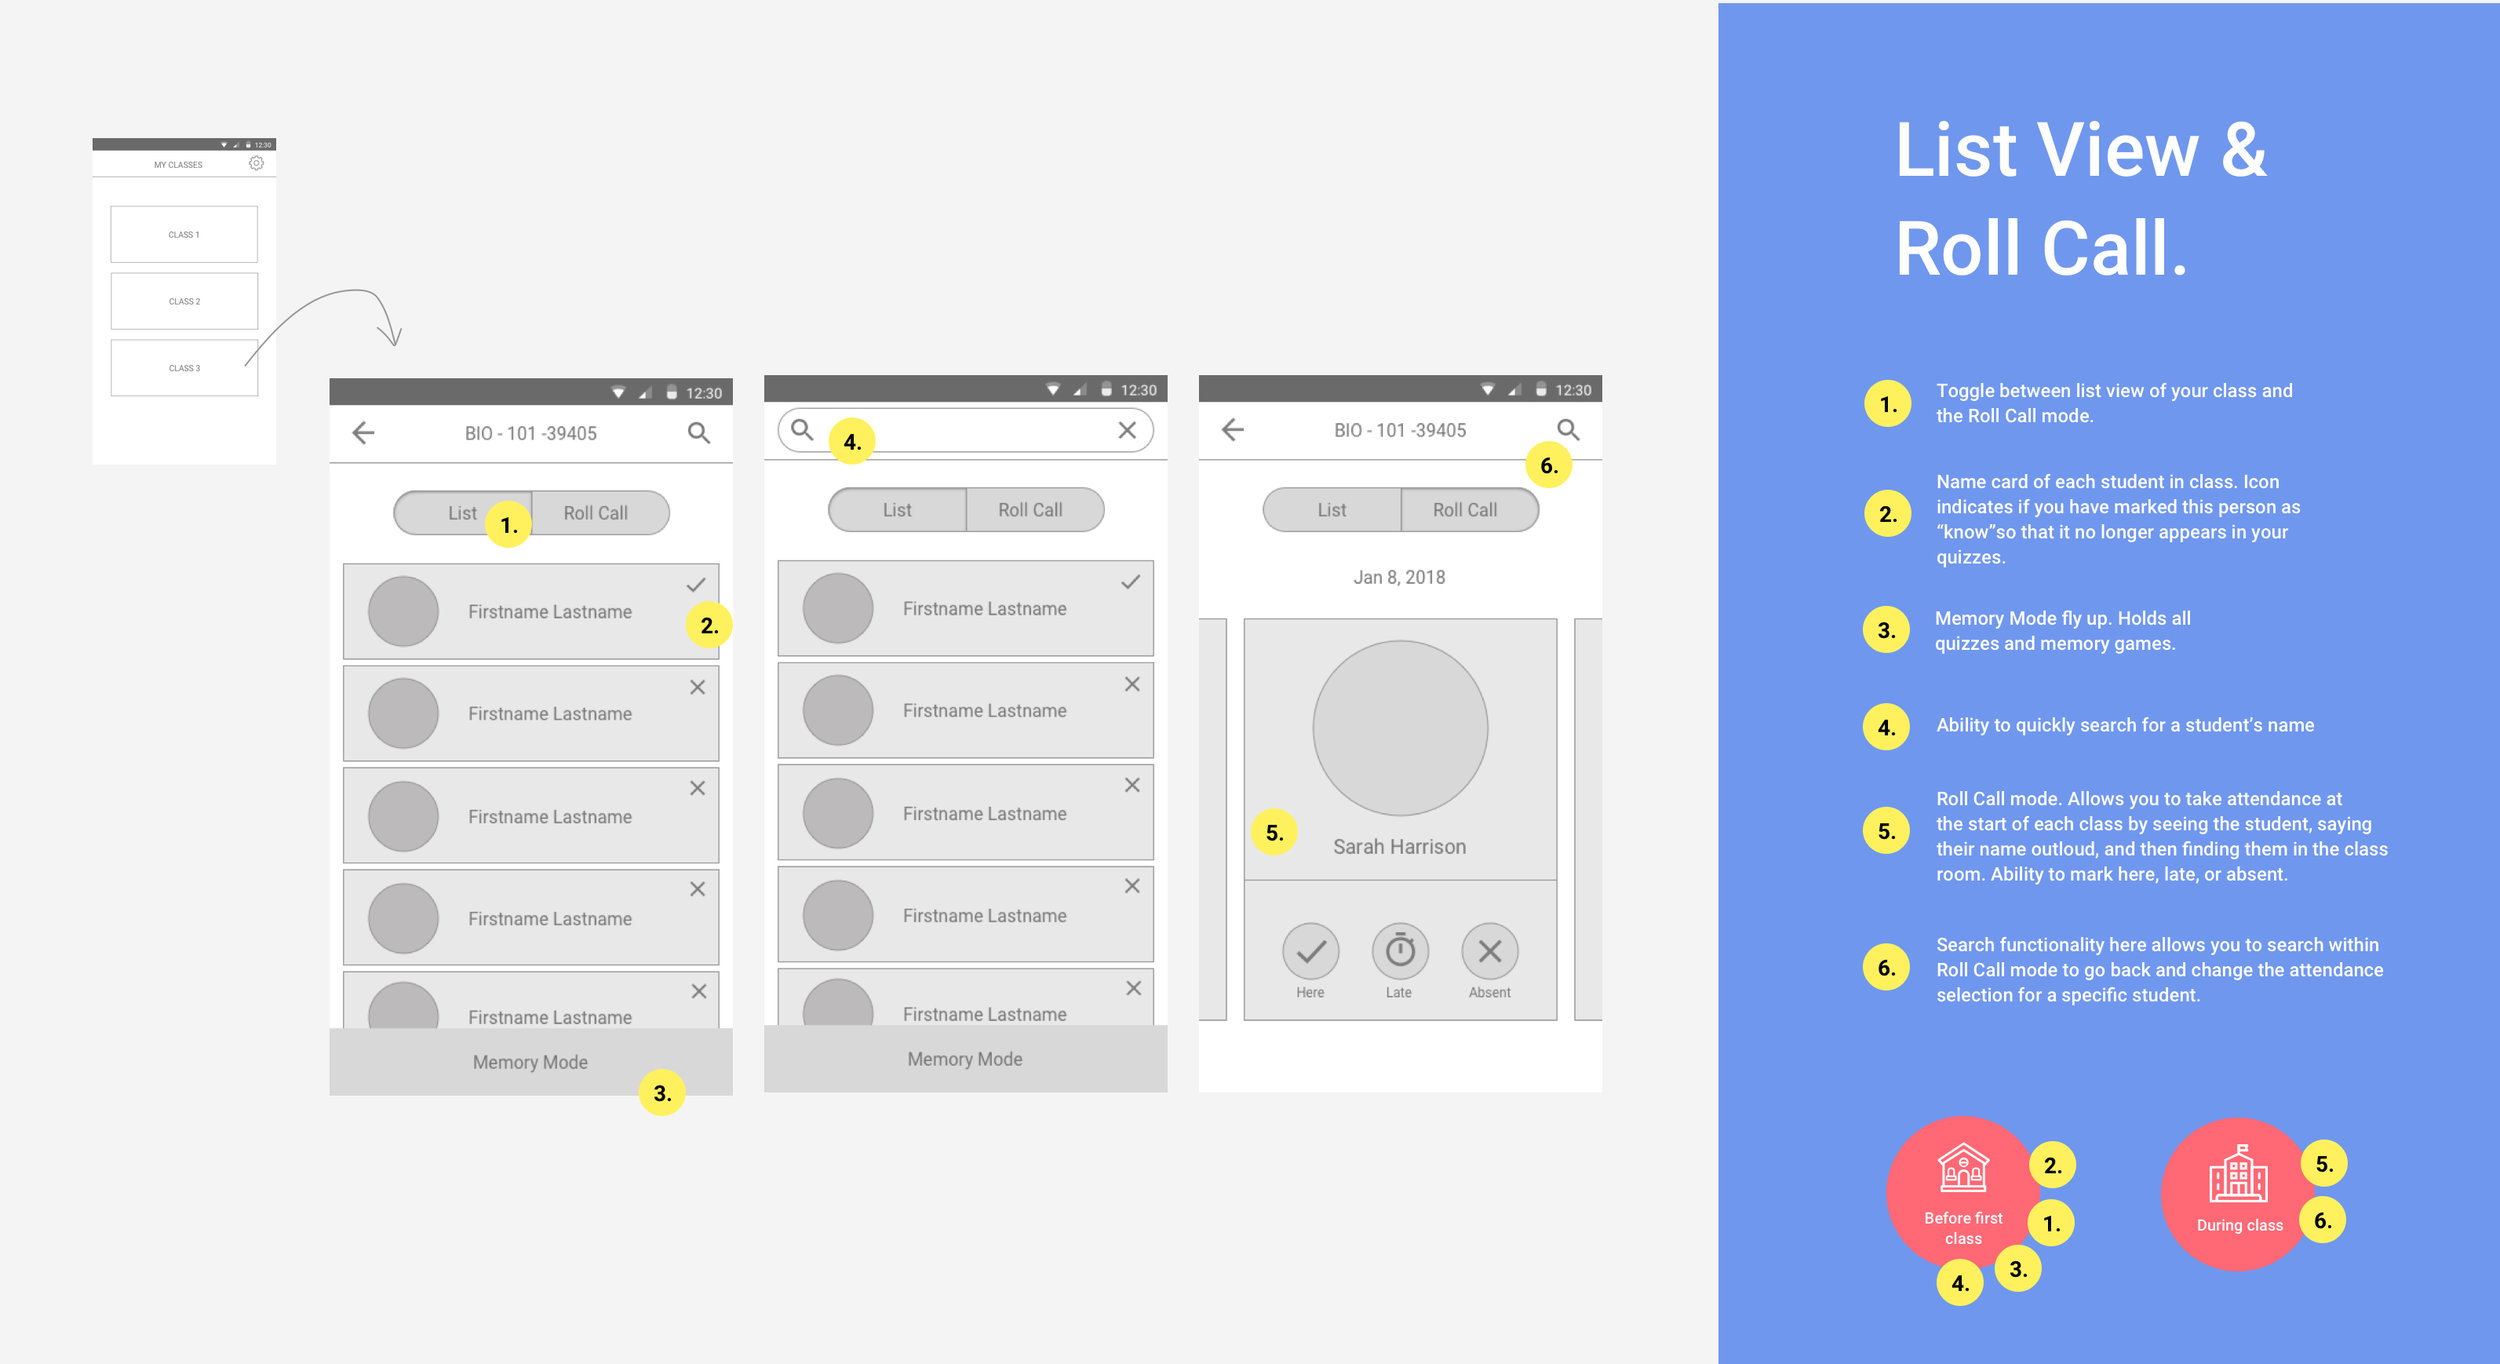 12:30
MY CLASSES
CLASS 1
CLASS 2
CLASS 3
12:30
BIO - 101 -39405
List
1.
Roll Call
Firstname Lastname
2.
Firstname Lastname
Firstname Lastname
Firstname Lastname
Firstname Lastname
Memory Mode
3.
12:30
4.
List
Roll Call
Firstname Lastname
Firstname Lastname
Firstname Lastname
Firstname Lastname
Firstname Lastname
Memory Mode
12:30
BIO - 101 -39405
6.
List
Roll Call
Jan 8, 2018
5.
Sarah Harrison
Here
Late
Absent
List View &
Roll Call.
1.
Toggle between list view of your class and
the Roll Call mode.
2.
Name card of each student in class. Icon
indicates if you have marked this person as
“know”so that it no longer appears in your
quizzes.
3.
Memory Mode fly up. Holds all
quizzes and memory games.
4.
Ability to quickly search for a student’s name
5.
Roll Call mode. Allows you to take attendance at
the start of each class by seeing the student, saying
their name outloud, and then finding them in the class
room. Ability to mark here, late, or absent.
6.
Search functionality here allows you to search within
Roll Call mode to go back and change the attendance
selection for a specific student.
Before first
class
2.
1.
3.
4.
During class
5.
6.